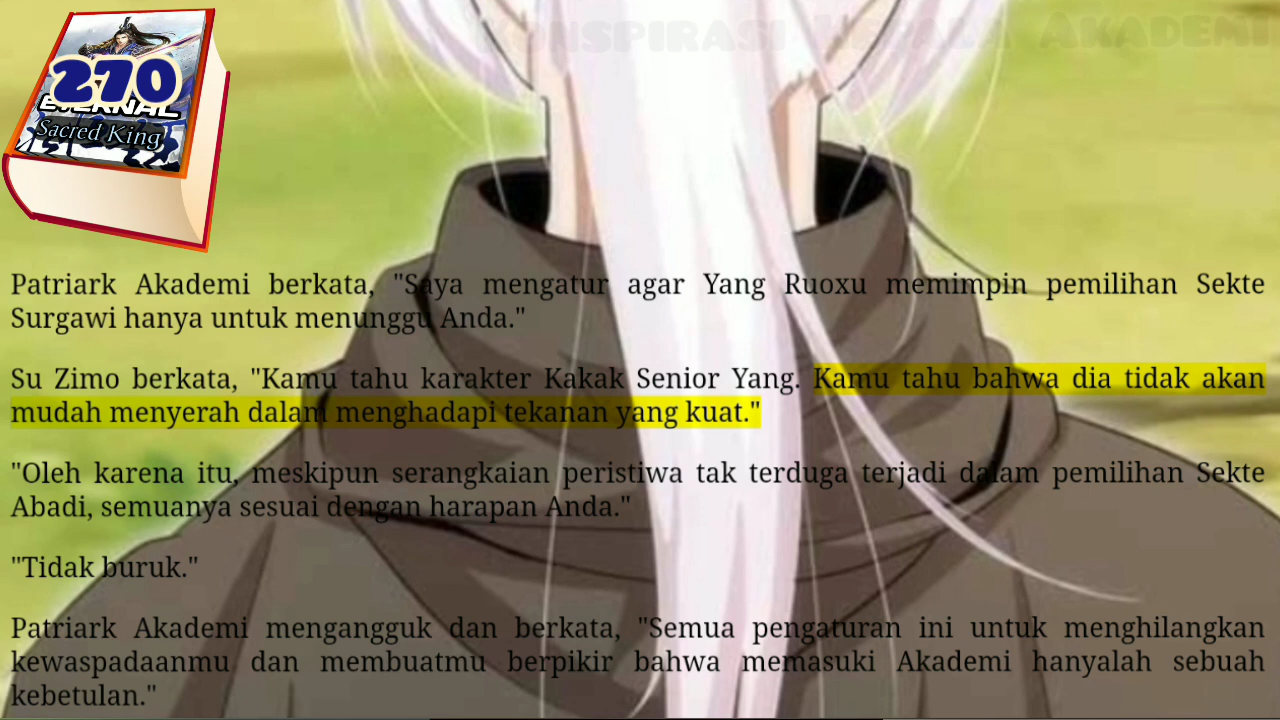 KONSPIRASI KEPALA AKADEMI
270
ETERNAL
Sacred King
Patriark Akademi berkata, "Saya mengatur agar Yang Ruoxu memimpin pemilihan Sekte
Surgawi hanya untuk menunggu Anda."
Su Zimo berkata, "Kamu tahu karakter Kakak Senior Yang. Kamu tahu bahwa dia tidak akan
mudah menyerah dalam menghadapi tekanan yang kuat."
"Oleh karena itu, meskipun serangkaian peristiwa tak terduga terjadi dalam pemilihan Sekte
Abadi, semuanya sesuai dengan harapan Anda."
"Tidak buruk."
Patriark Akademi mengangguk dan berkata, "Semua pengaturan ini untuk menghilangkan
kewaspadaanmu dan membuatmu berpikir bahwa memasuki Akademi hanyalah sebuah
kebetulan."